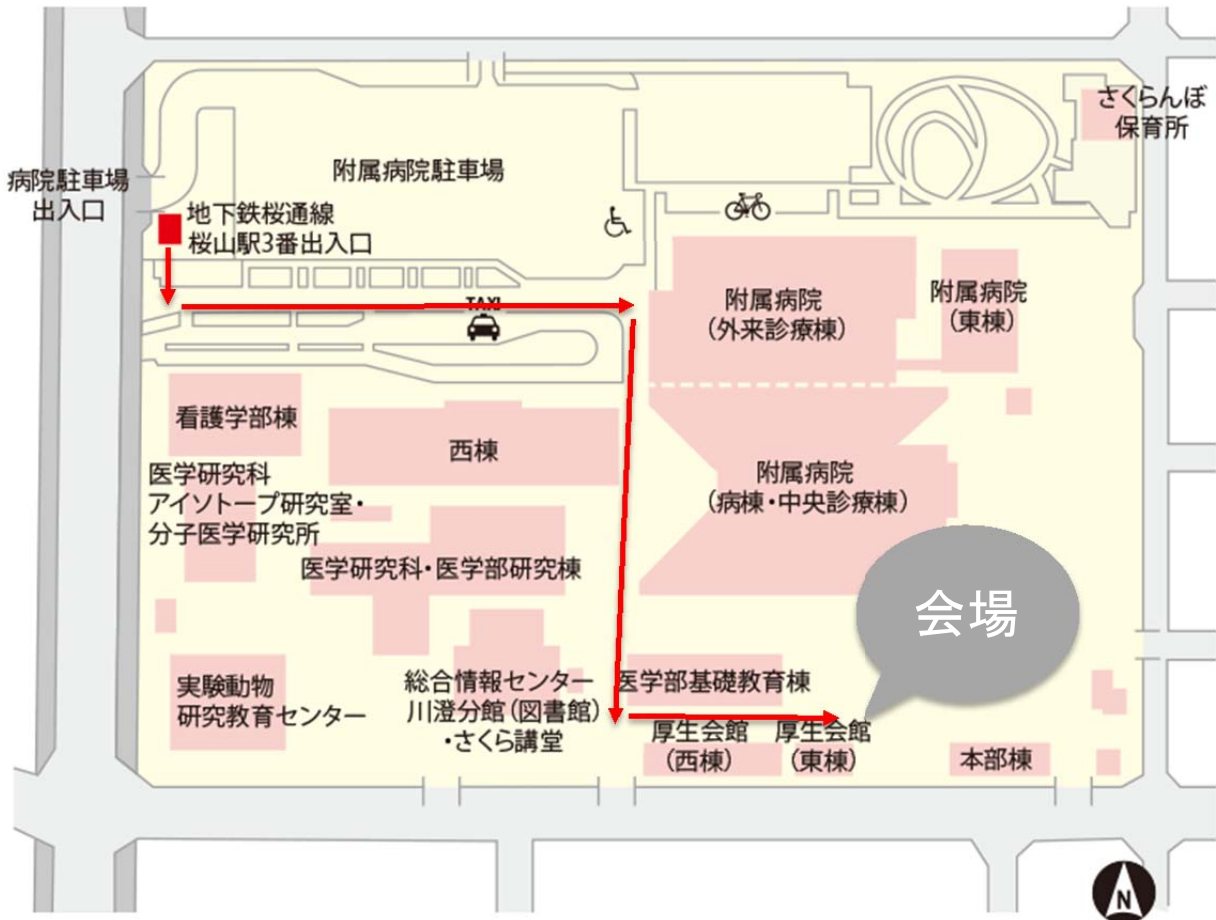 さくらんぼ
保育所
附属病院駐車場
病院駐車場
出入口
地下鉄桜通線
桜山駅3番出入口
附属病院
(外来診療棟)
附属病院
(東棟)
TAXI
看護学部棟
西棟
医学研究科
アイソトープ研究室・
分子医学研究所
附属病院
(病棟・中央診療棟)
医学研究科・医学部研究棟
会場
実験動物
研究教育センター
総合情報センター
川澄分館(図書館)
・さくら講堂
医学部基礎教育棟
厚生会館
(西棟)
厚生会館
(東棟)
本部棟
N